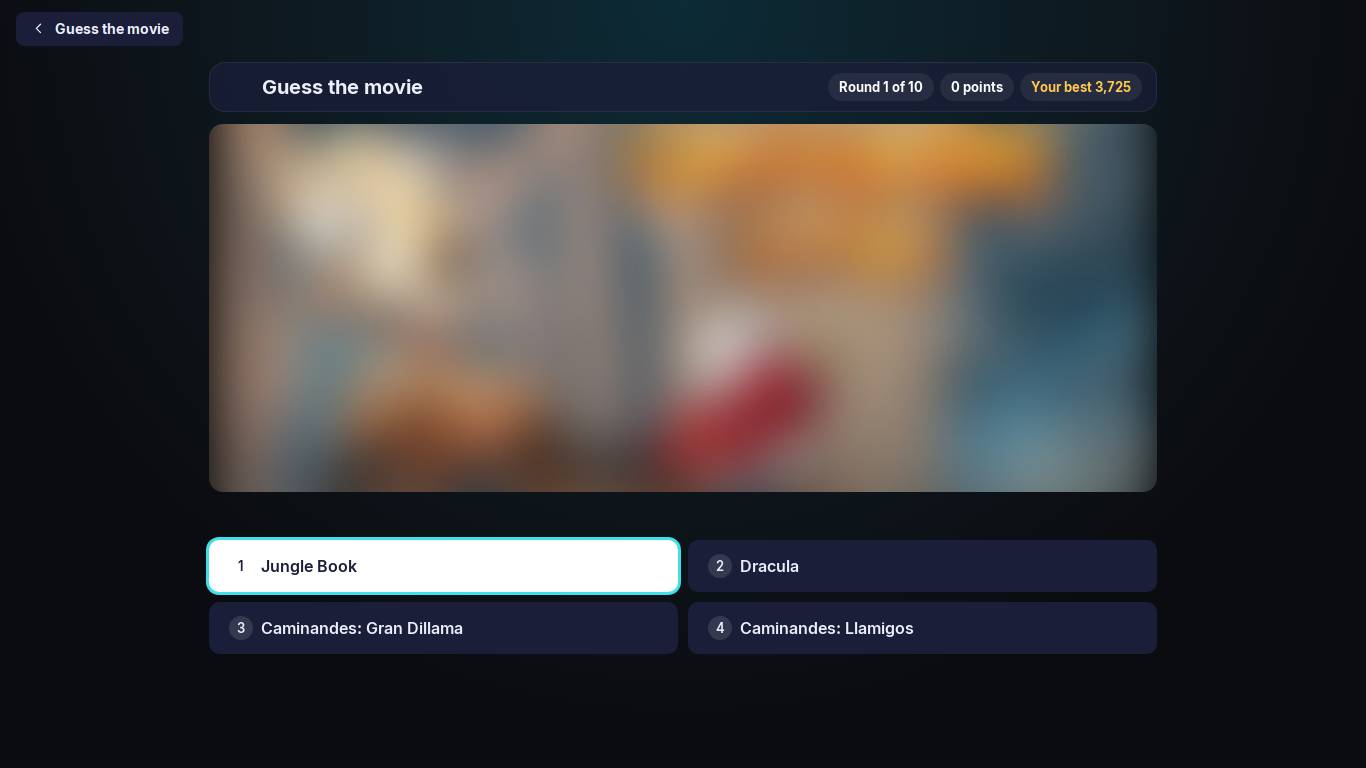 Guess the movie
Guess the movie
Round 1 of 10
0 points
Your best 3,725
1 Jungle Book
2 Dracula
3 Caminandes: Gran Dillama
4 Caminandes: Llamigos